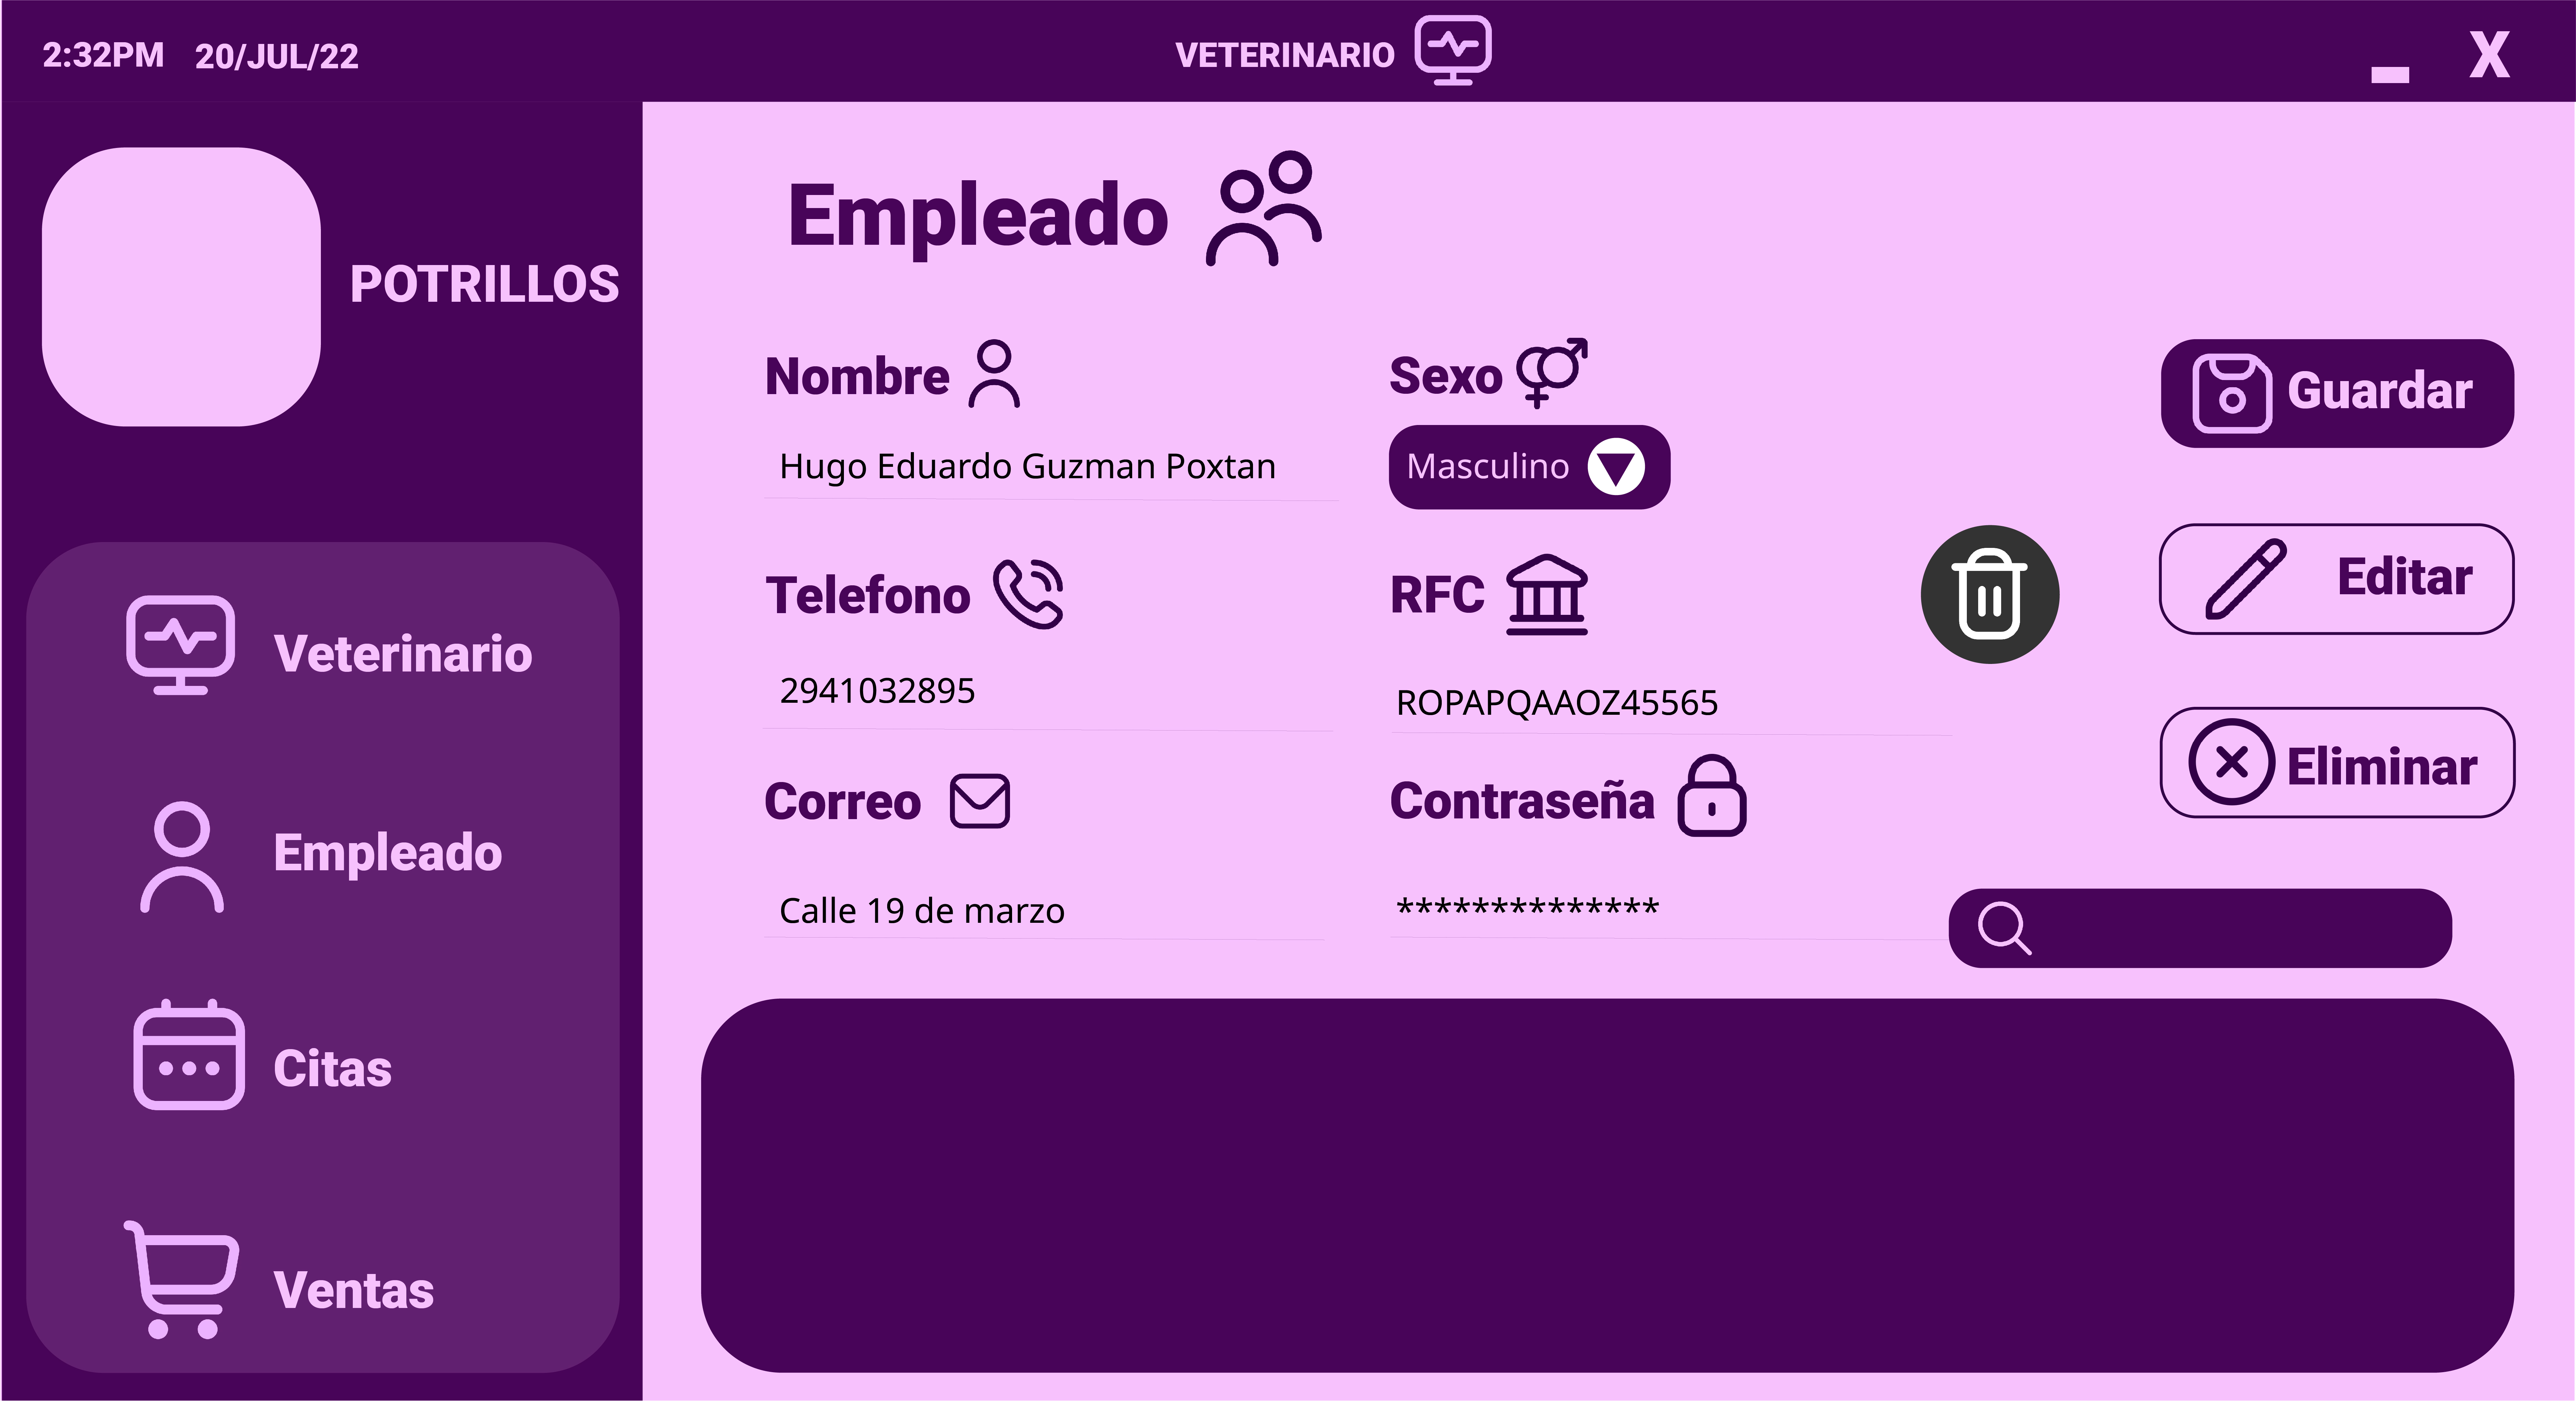 2:32PM 20/JUL/22 VETERINARIO X
POTRILLOS
Veterinario
Empleado
Citas
Ventas
Empleado
Nombre Sexo
Hugo Eduardo Guzman Poxtan Masculino
Telefono RFC
2941032895 ROPAPQAAOZ45565
Correo Contraseña
Calle 19 de marzo **************
Guardar
Editar
Eliminar